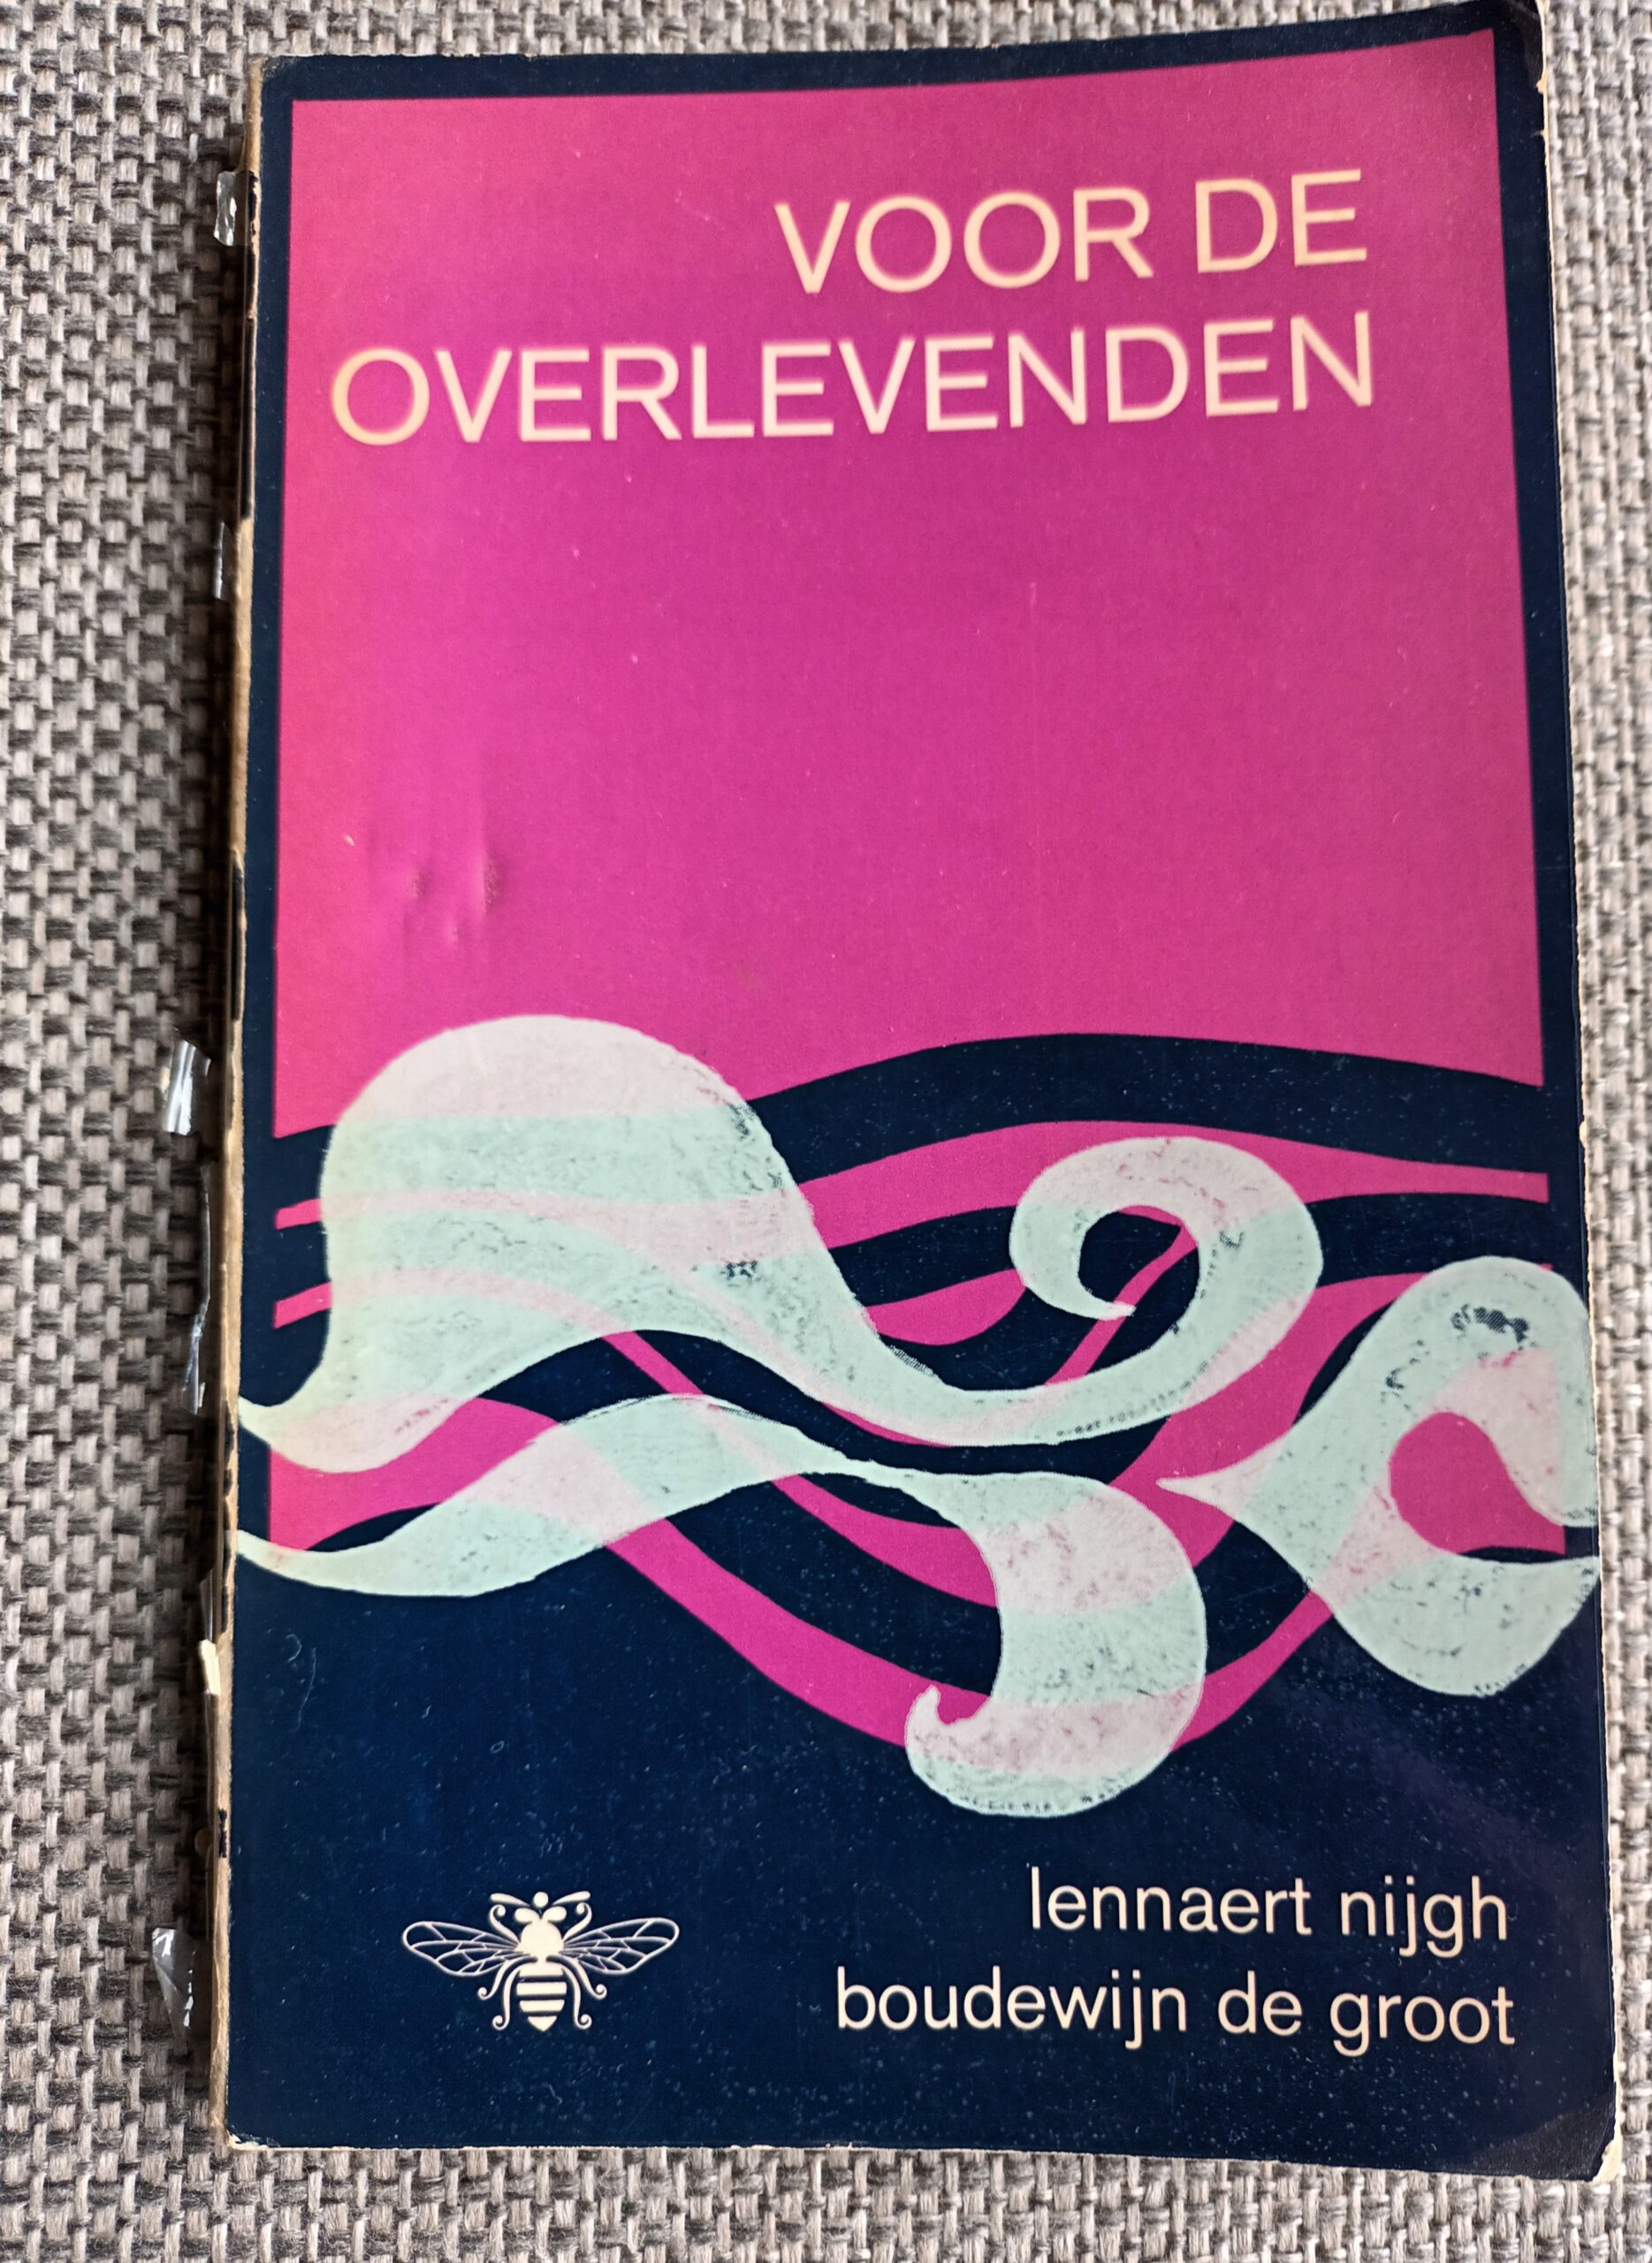 VOOR DE
OVERLEVENDEN
lennaert nijgh
boudewijn de groot